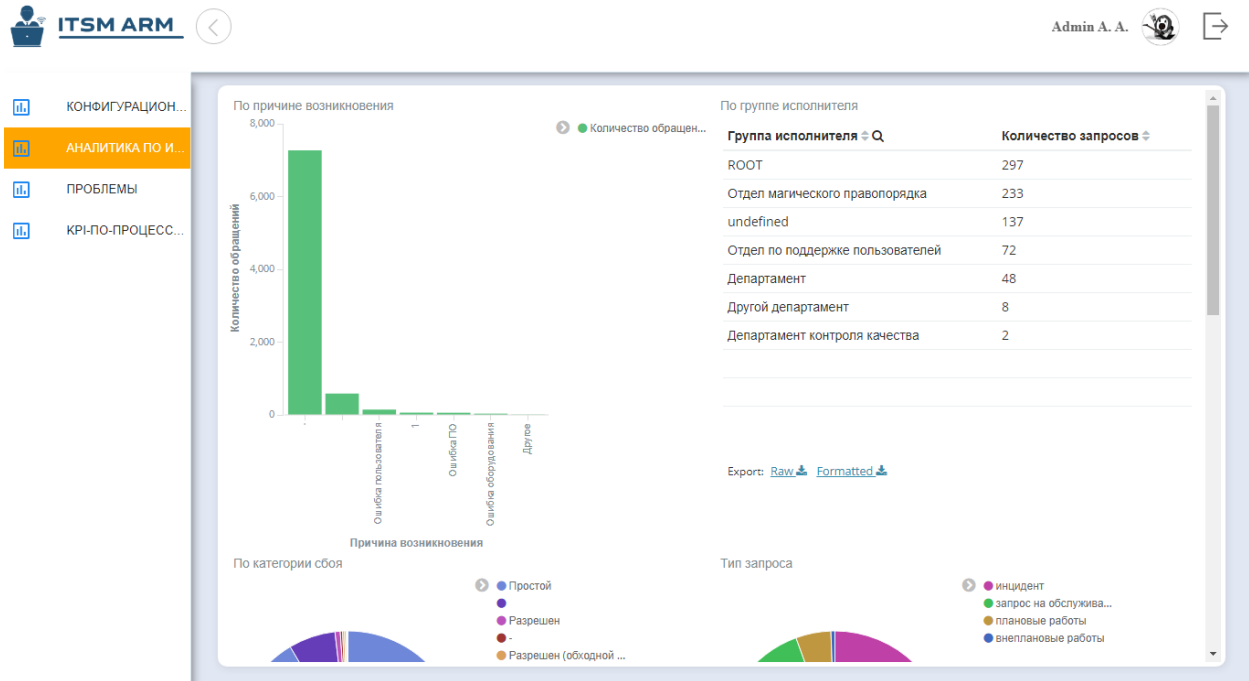 ITSM ARM
Admin A. A.
КОНФИГУРАЦИОН...
АНАЛИТИКА ПО И...
ПРОБЛЕМЫ
KPI-ПО-ПРОЦЕСС...
По причине возникновения
8,000
6,000
4,000
2,000
0
Количество обращений
-
Ошибка пользователя
1
Ошибка ПО
Ошибка оборудования
Другое
Причина возникновения
Количество обращен...
По группе исполнителя
Группа исполнителя Количество запросов
ROOT 297
Отдел магического правопорядка 233
undefined 137
Отдел по поддержке пользователей 72
Департамент 48
Другой департамент 8
Департамент контроля качества 2
Export: Raw Formatted
По категории сбоя
Простой
Разрешен
-
Разрешен (обходной ...
Тип запроса
инцидент
запрос на обслужива...
плановые работы
внеплановые работы